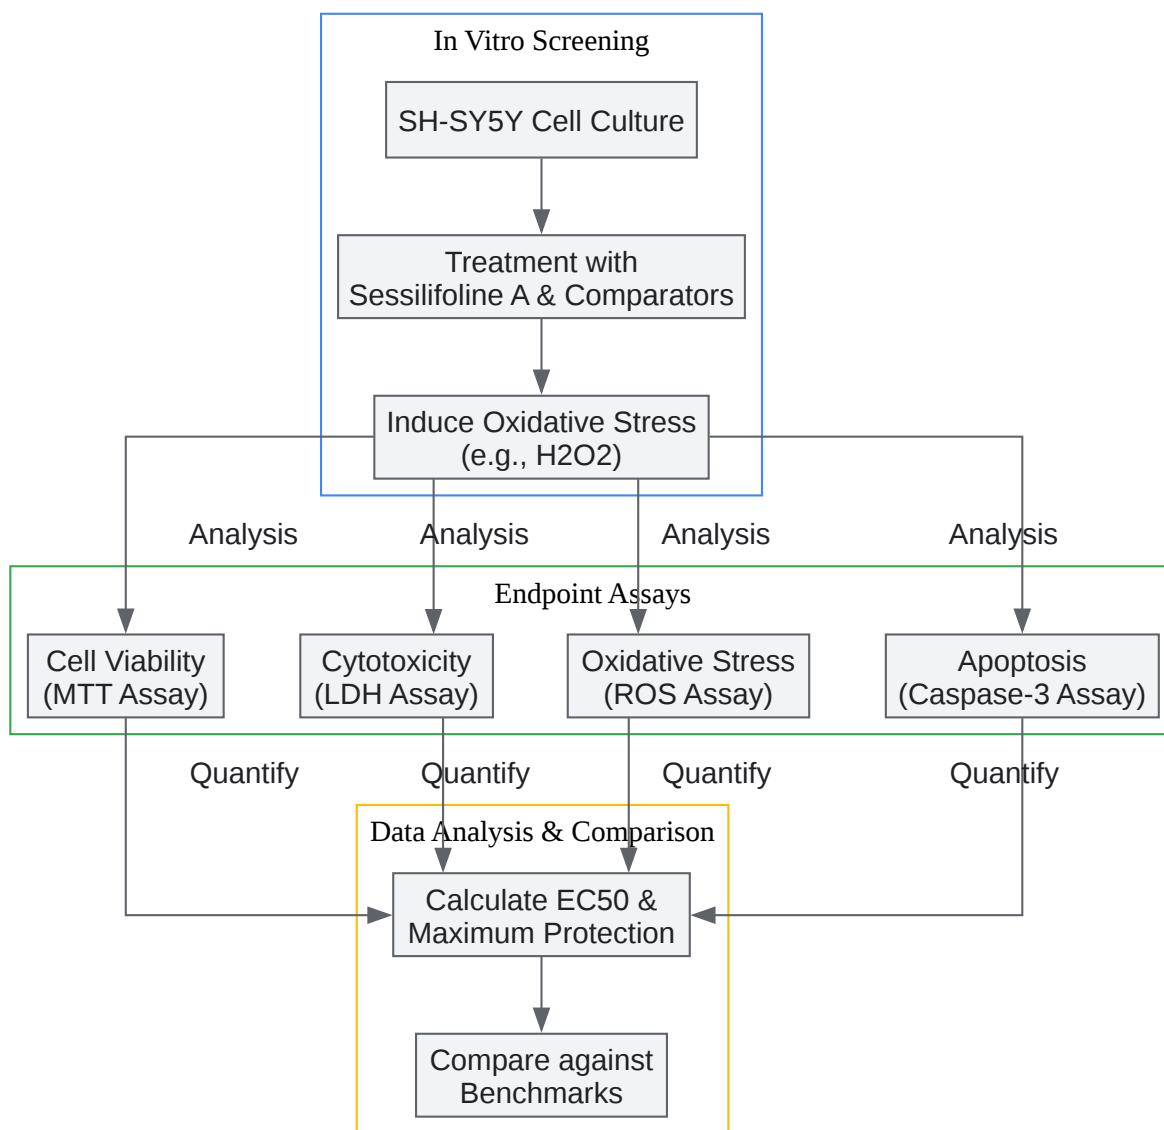 In Vitro Screening
SH-SY5Y Cell Culture
Treatment with
Sessilifoline A & Comparators
Induce Oxidative Stress
(e.g., H2O2)
Analysis
Analysis
Analysis
Analysis
Endpoint Assays
Cell Viability
(MTT Assay)
Cytotoxicity
(LDH Assay)
Oxidative Stress
(ROS Assay)
Apoptosis
(Caspase-3 Assay)
Quantify
Quantify
Quantify
Quantify
Data Analysis & Comparison
Calculate EC50 &
Maximum Protection
Compare against
Benchmarks